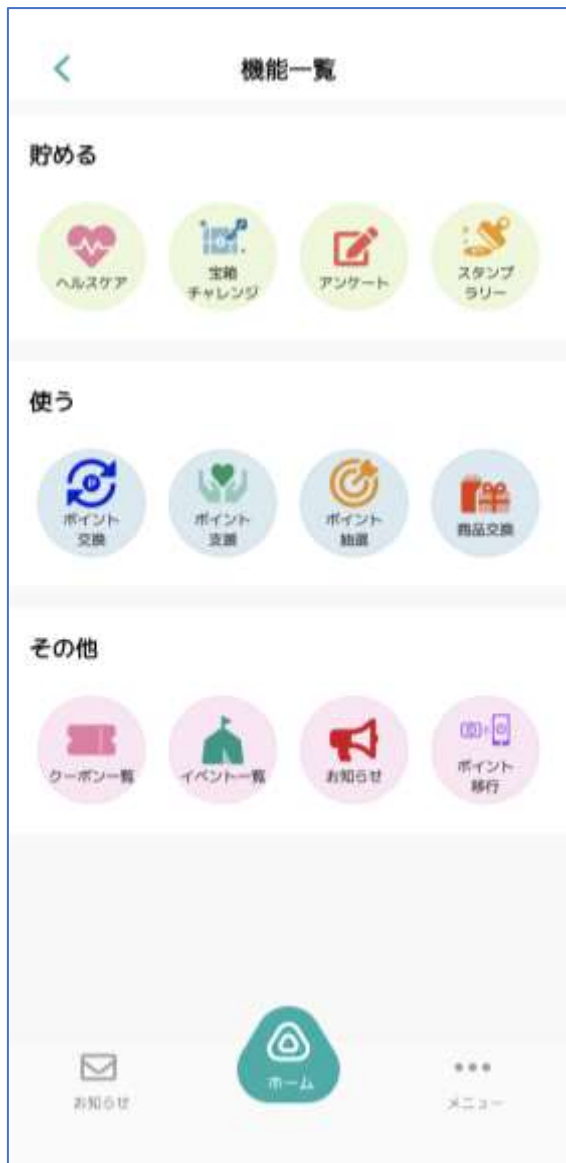 機能一覧
貯める
ヘルスケア
宝箱
チャレンジ
アンケート
スタンプ
ラリー
使う
ポイント
交換
ポイント
支援
ポイント
抽選
商品交換
その他
クーポン一覧
イベント一覧
お知らせ
ポイント
移行
お知らせ
ホーム
メニュー